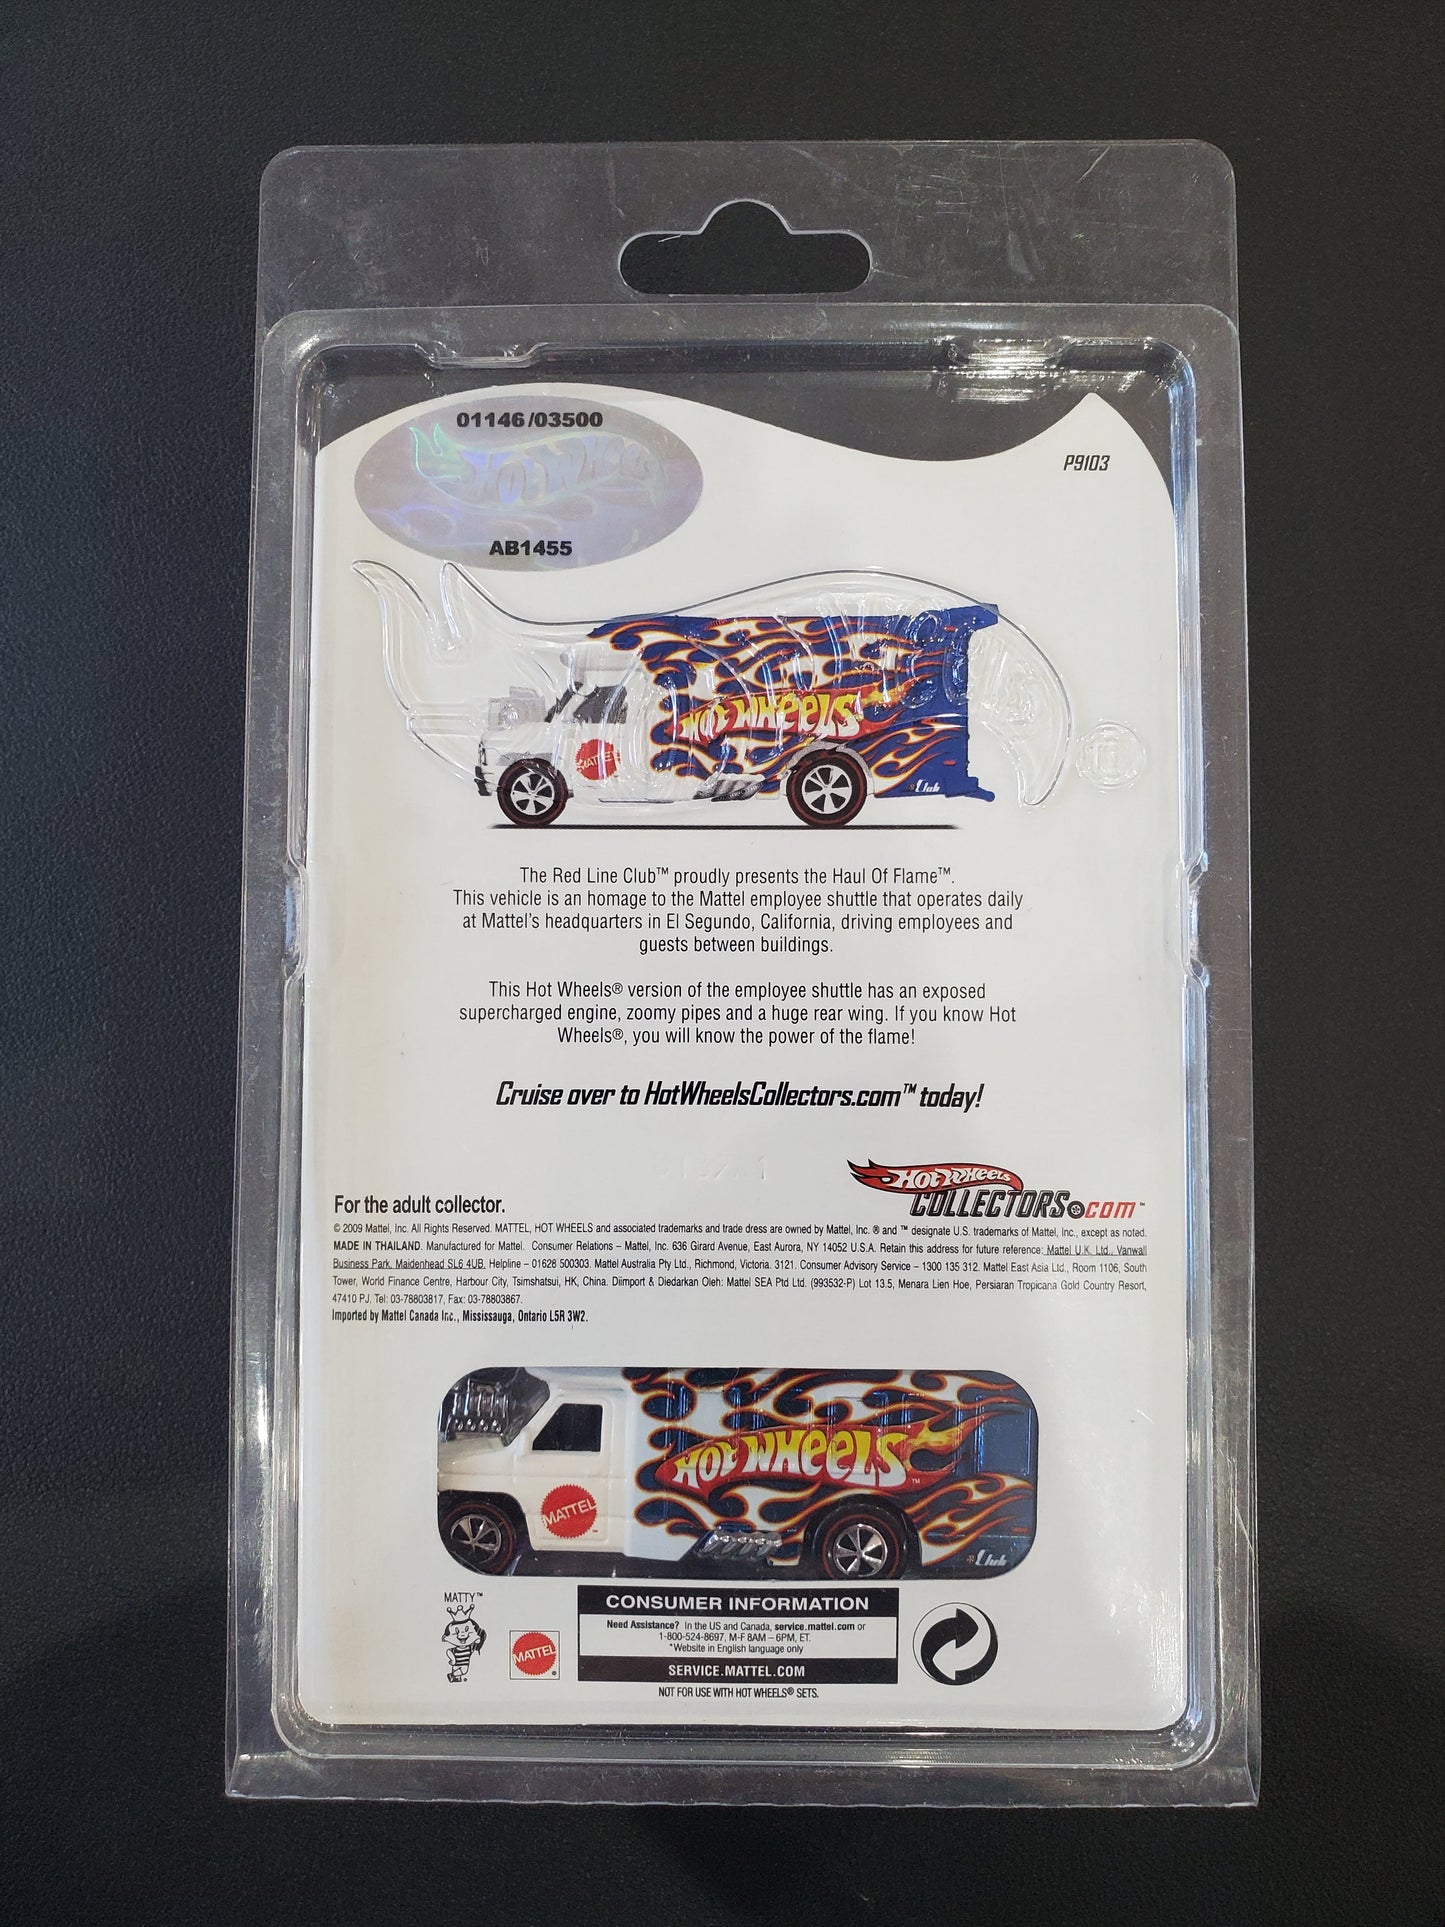 01146/03500
HOT WHEELS
AB1455
P9103
HOT WHEELS
MATTEL
Club
The Red Line Club™ proudly presents the Haul Of Flame™.
This vehicle is an homage to the Mattel employee shuttle that operates daily
at Mattel's headquarters in El Segundo, California, driving employees and
guests between buildings.
This Hot Wheels® version of the employee shuttle has an exposed
supercharged engine, zoomy pipes and a huge rear wing. If you know Hot
Wheels®, you will know the power of the flame!
Cruise over to HotWheelsCollectors.com™ today!
HOT WHEELS
COLLECTORS.COM™
For the adult collector.
© 2009 Mattel, Inc. All Rights Reserved. MATTEL, HOT WHEELS and associated trademarks and trade dress are owned by Mattel, Inc. ® and ™ designate U.S. trademarks of Mattel, Inc., except as noted.
MADE IN THAILAND. Manufactured for Mattel. Consumer Relations – Mattel, Inc. 636 Girard Avenue, East Aurora, NY 14052 U.S.A. Retain this address for future reference: Mattel U.K. Ltd., Vanwall
Business Park, Maidenhead SL6 4UB. Helpline – 01628 500303. Mattel Australia Pty Ltd., Richmond, Victoria. 3121. Consumer Advisory Service – 1300 135 312. Mattel East Asia Ltd., Room 1106, South
Tower, World Finance Centre, Harbour City, Tsimshatsui, HK, China. Diimport & Diedarkan Oleh: Mattel SEA Ptd Ltd. (993532-P) Lot 13.5, Menara Lien Hoe, Persiaran Tropicana Gold Country Resort,
47410 PJ. Tel: 03-78803817, Fax: 03-78803867.
Imported by Mattel Canada Inc., Mississauga, Ontario L5R 3W2.
HOT WHEELS™
MATTEL
Club
MATTY™
MATTEL®
CONSUMER INFORMATION
Need Assistance? In the US and Canada, service.mattel.com or
1-800-524-8697, M-F 8AM – 6PM, ET.
*Website in English language only
SERVICE.MATTEL.COM
NOT FOR USE WITH HOT WHEELS® SETS.